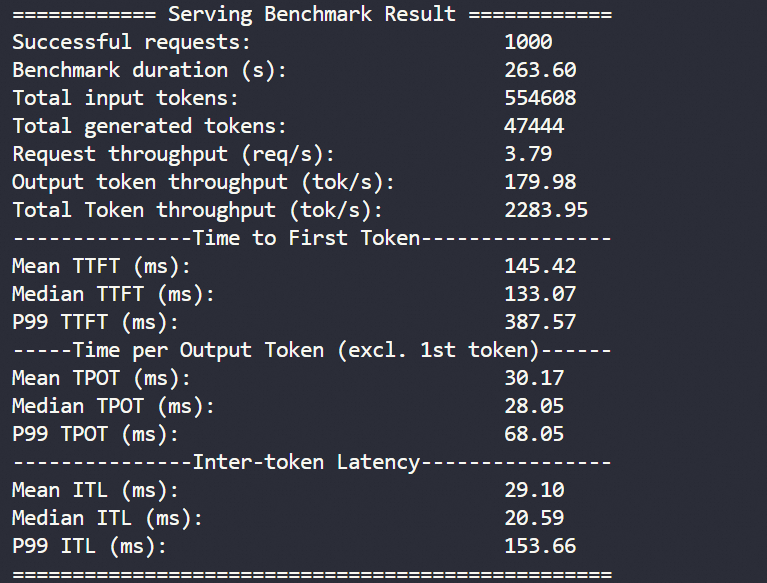 ============ Serving Benchmark Result ============
Successful requests:                     1000
Benchmark duration (s):                  263.60
Total input tokens:                      554608
Total generated tokens:                  47444
Request throughput (req/s):              3.79
Output token throughput (tok/s):         179.98
Total Token throughput (tok/s):          2283.95
---------------Time to First Token----------------
Mean TTFT (ms):                          145.42
Median TTFT (ms):                        133.07
P99 TTFT (ms):                           387.57
-----Time per Output Token (excl. 1st token)------
Mean TPOT (ms):                          30.17
Median TPOT (ms):                        28.05
P99 TPOT (ms):                           68.05
---------------Inter-token Latency----------------
Mean ITL (ms):                           29.10
Median ITL (ms):                         20.59
P99 ITL (ms):                            153.66
==================================================